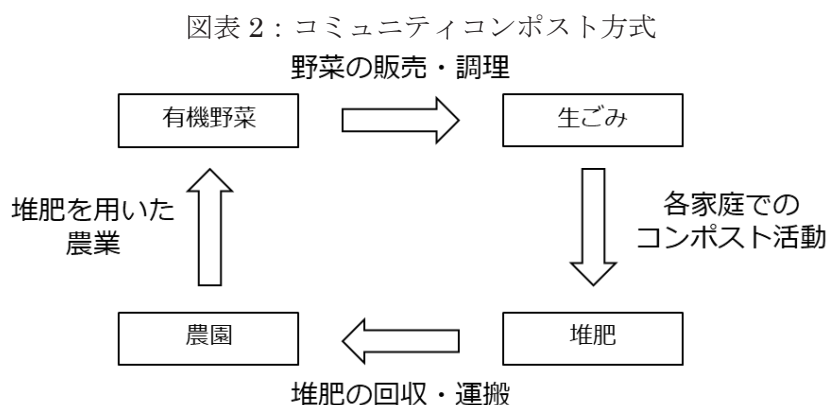 図表 2：コミュニティコンポスト方式
野菜の販売・調理
有機野菜
生ごみ
堆肥を用いた
農業
各家庭での
コンポスト活動
農園
堆肥
堆肥の回収・運搬